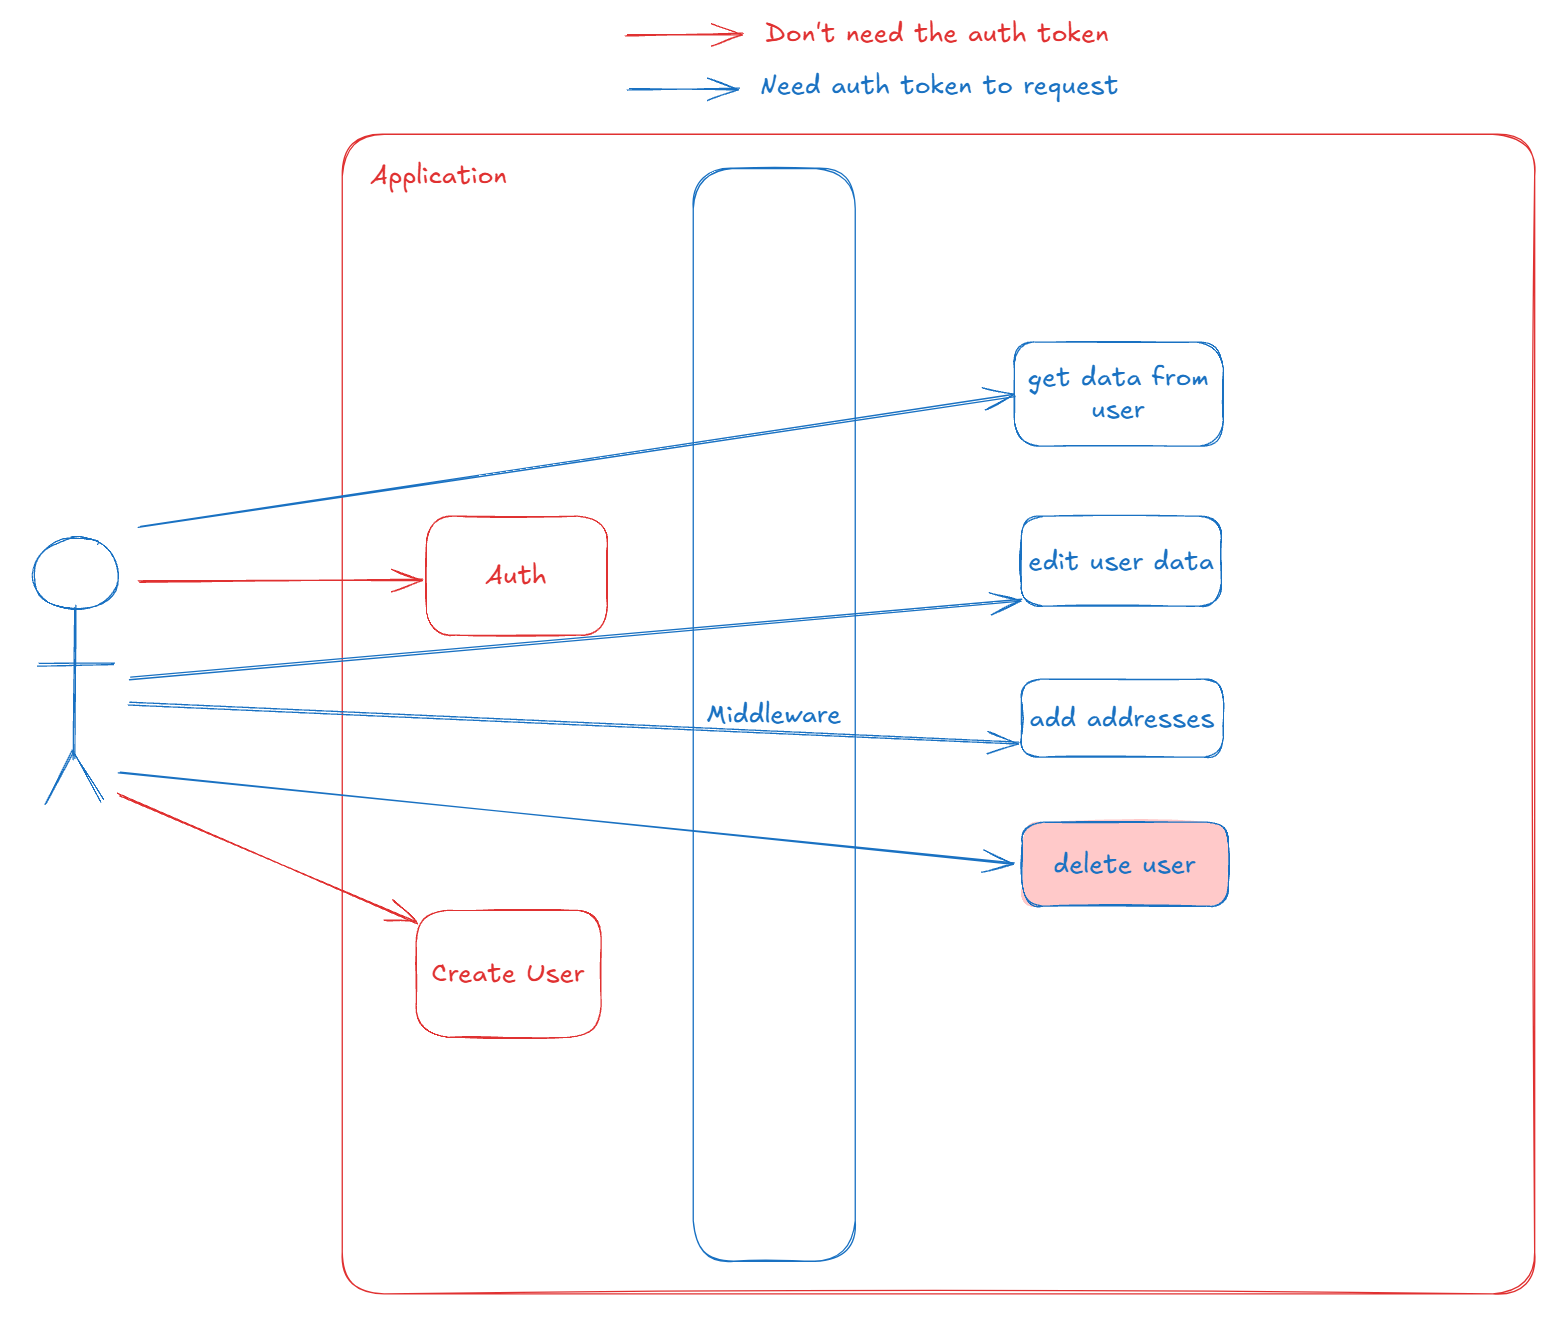 Don't need the auth token
Need auth token to request
Application
get data from
user
Auth
edit user data
Middleware
add addresses
delete user
Create User